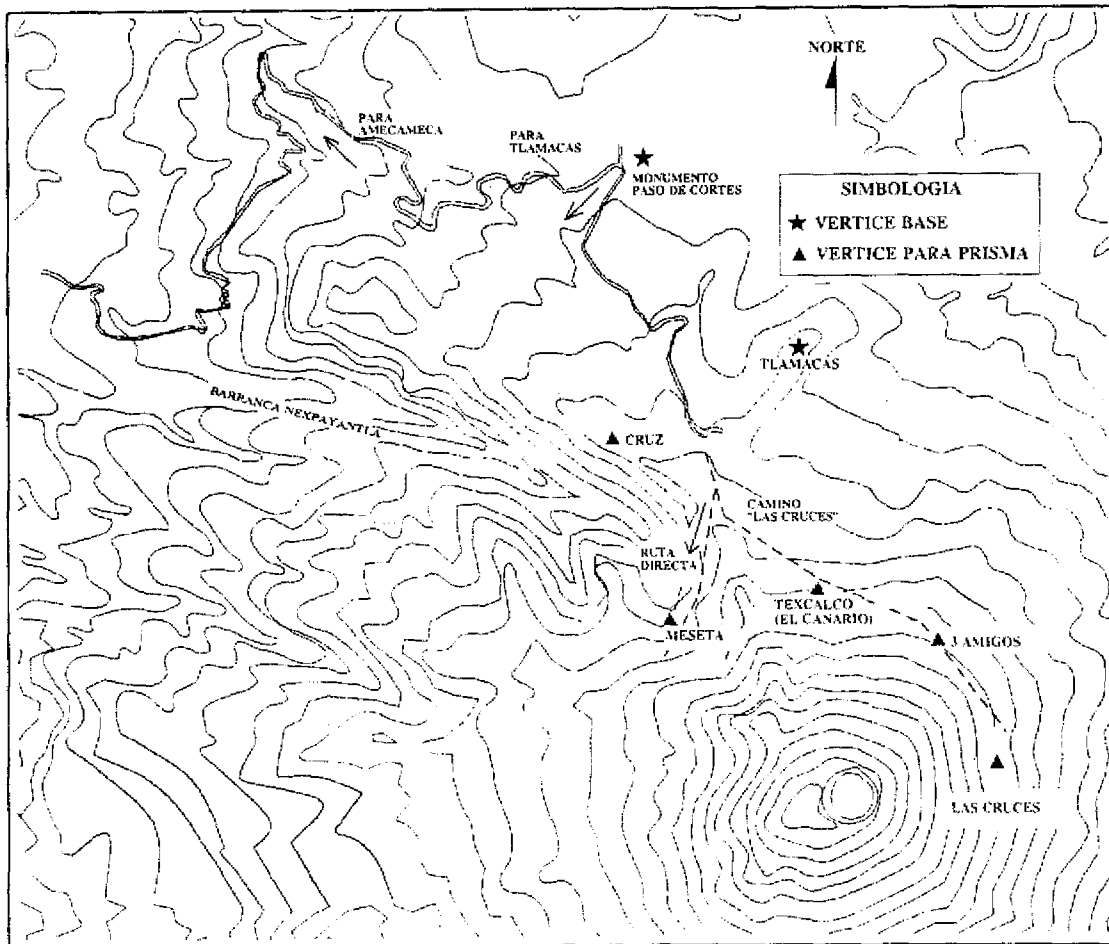 NORTE
PARA
AMECAMECA
PARA
TLAMACAS
MONUMENTO
PASO DE CORTES
SIMBOLOGIA
VERTICE BASE
VERTICE PARA PRISMA
TLAMACAS
BARRANCA NEXPAYANTLA
CRUZ
CAMINO
"LAS CRUCES"
RUTA
DIRECTA
TEXCALCO
(EL CANARIO)
MESETA
3 AMIGOS
LAS CRUCES